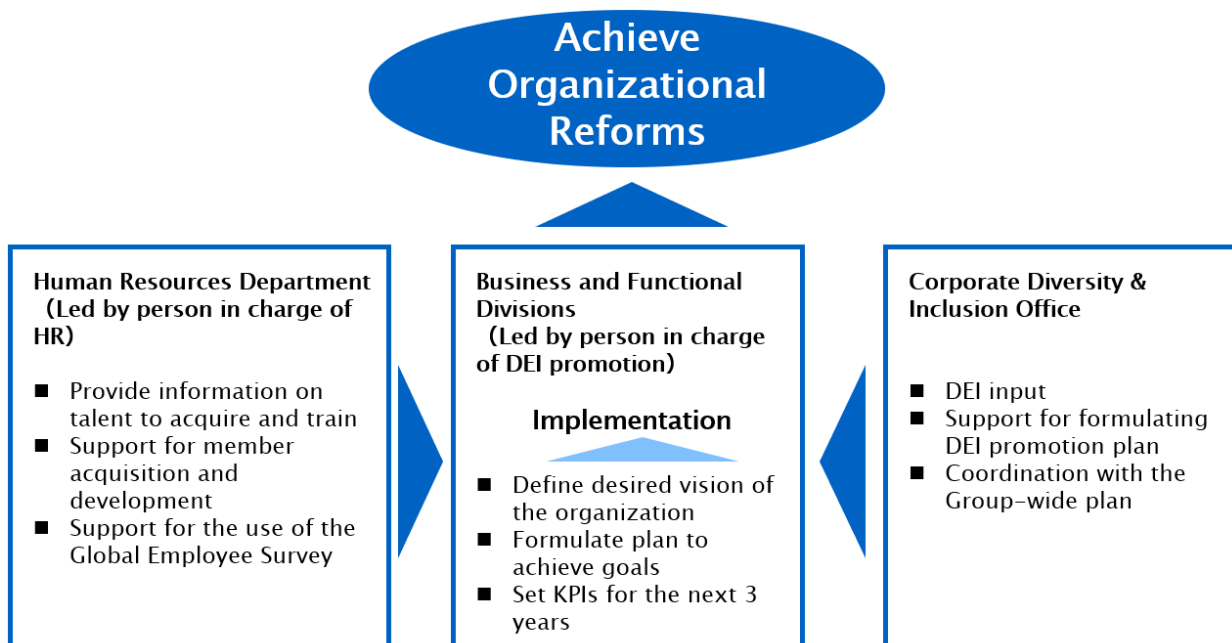 Achieve
Organizational
Reforms
Human Resources Department
（Led by person in charge of
HR）
■ Provide information on
talent to acquire and train
■ Support for member
acquisition and
development
■ Support for the use of the
Global Employee Survey
Business and Functional
Divisions
（Led by person in charge
of DEI promotion）
Implementation
■ Define desired vision of
the organization
■ Formulate plan to
achieve goals
■ Set KPIs for the next 3
years
Corporate Diversity &
Inclusion Office
■ DEI input
■ Support for formulating
DEI promotion plan
■ Coordination with the
Group-wide plan